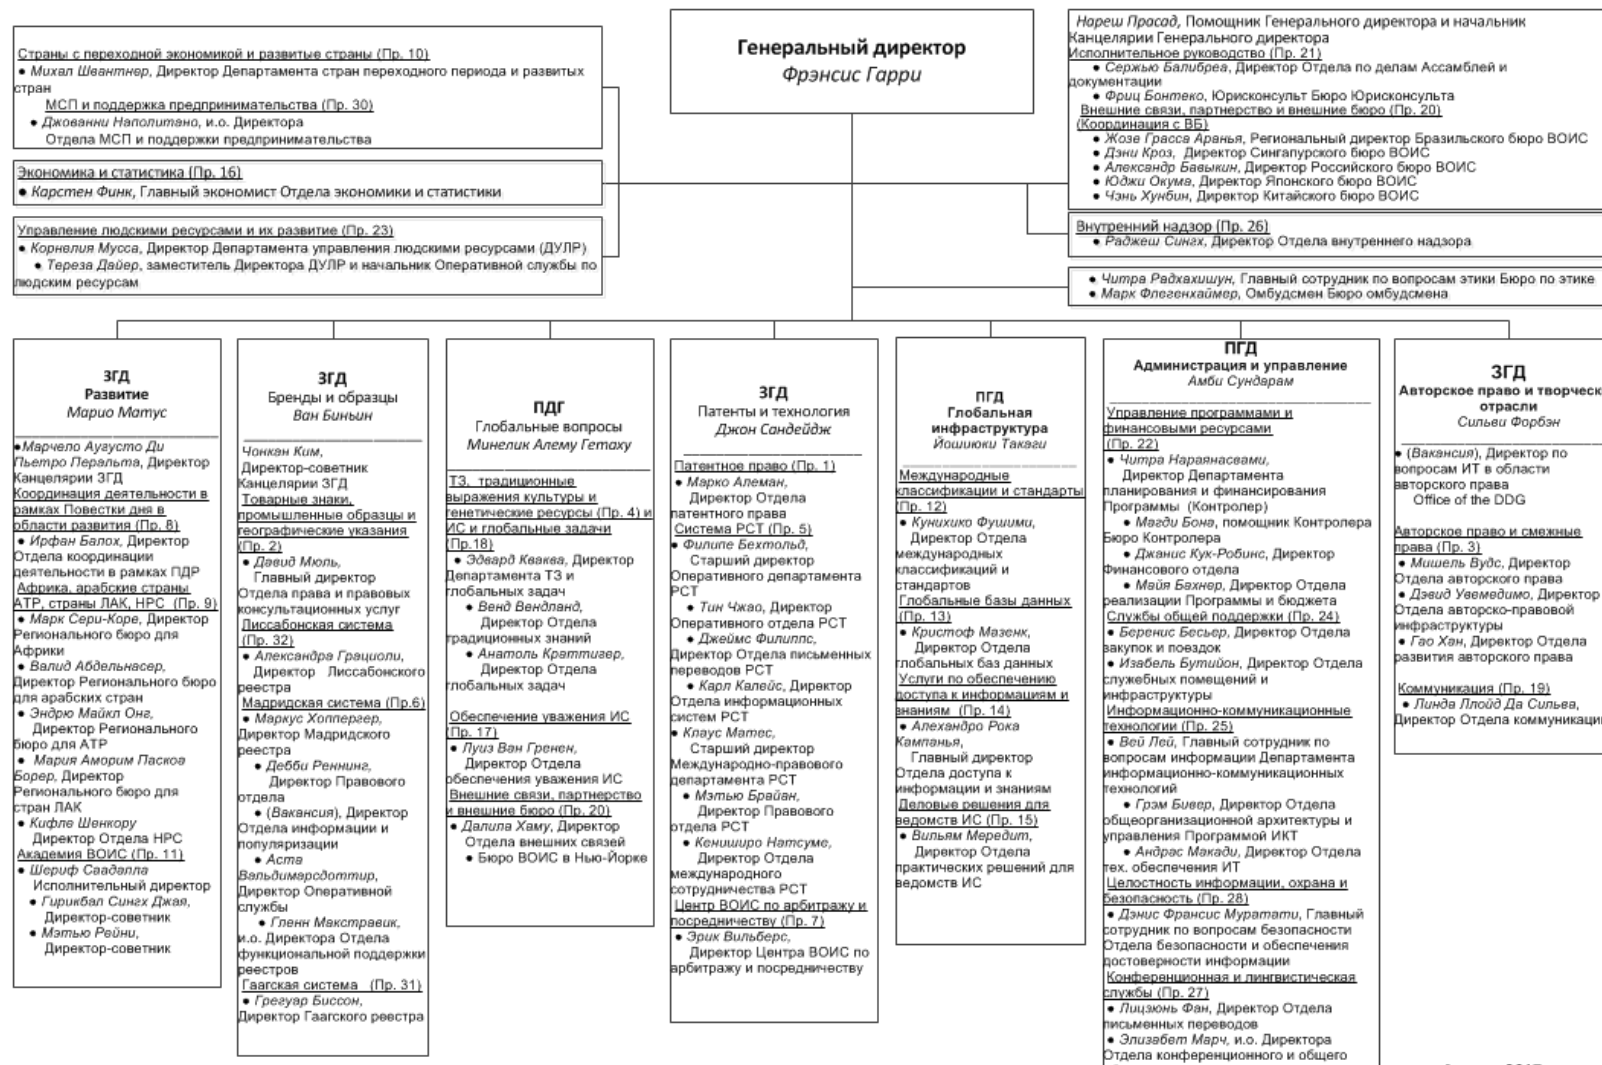 Генеральный директор
Фрэнсис Гарри
Страны с переходной экономикой и развитые страны (Пр. 10)
• Михал Швантнер, Директор Департамента стран переходного периода и развитых
стран
МСП и поддержка предпринимательства (Пр. 30)
• Джованни Наполитано, и.о. Директора
Отдела МСП и поддержки предпринимательства
Экономика и статистика (Пр. 16)
• Карстен Финк, Главный экономист Отдела экономики и статистики
Управление людскими ресурсами и их развитие (Пр. 23)
• Корнелия Мусса, Директор Департамента управления людскими ресурсами (ДУЛР)
• Тереза Дайер, заместитель Директора ДУЛР и начальник Оперативной службы по
людским ресурсам
Нареш Прасад, Помощник Генерального директора и начальник
Канцелярии Генерального директора
Исполнительное руководство (Пр. 21)
• Сержью Балибреа, Директор Отдела по делам Ассамблей и
документации
• Фриц Бонтеко, Юрисконсульт Бюро Юрисконсульта
Внешние связи, партнерство и внешние бюро (Пр. 20)
(Координация с ВБ)
• Жозе Грасса Аранья, Региональный директор Бразильского бюро ВОИС
• Дэни Кроз, Директор Сингапурского бюро ВОИС
• Александр Бавыкин, Директор Российского бюро ВОИС
• Юджи Окума, Директор Японского бюро ВОИС
• Чэнь Хунбин, Директор Китайского бюро ВОИС
Внутренний надзор (Пр. 26)
• Раджеш Сингх, Директор Отдела внутреннего надзора
• Читра Радхакишун, Главный сотрудник по вопросам этики Бюро по этике
• Марк Флегенхаймер, Омбудсмен Бюро омбудсмена
ЗГД
Развитие
Марио Матус
•Марчело Аугусто Ди
Пьетро Перальта, Директор
Канцелярии ЗГД
Координация деятельности в
рамках Повестки дня в
области развития (Пр. 8)
• Ирфан Балох, Директор
Отдела координации
деятельности в рамках ПДР
Африка, арабские страны
АТР, страны ЛАК, НРС (Пр. 9)
• Марк Сери-Коре, Директор
Регионального бюро для
Африки
• Валид Абдельнасер,
Директор Регионального бюро
для арабских стран
• Эндрю Майкл Онг,
Директор Регионального
бюро для АТР
• Мария Аморим Паскоа
Борер, Директор
Регионального бюро для
стран ЛАК
• Кифле Шенкору
Директор Отдела НРС
Академия ВОИС (Пр. 11)
• Шериф Саадалла
Исполнительный директор
• Гирикбал Сингх Джая,
Директор-советник
• Мэтью Рейни,
Директор-советник
ЗГД
Бренды и образцы
Ван Биньин
Чонкан Ким,
Директор-советник
Канцелярии ЗГД
Товарные знаки,
промышленные образцы и
географические указания
(Пр. 2)
• Давид Мюль,
Главный директор
Отдела права и правовых
консультационных услуг
Лиссабонская система
(Пр. 32)
• Александра Грациоли,
Директор Лиссабонского
реестра
Мадридская система (Пр.6)
• Маркус Хоппергер,
Директор Мадридского
реестра
• Дебби Реннинг,
Директор Правового
отдела
• (Вакансия), Директор
Отдела информации и
популяризации
• Аста
Вальдимарсдоттир,
Директор Оперативной
службы
• Гленн Макстравик,
и.о. Директора Отдела
функциональной поддержки
реестров
Гаагская система (Пр. 31)
• Грегуар Биссон,
Директор Гаагского реестра
ПДГ
Глобальные вопросы
Минелик Алему Гетаху
ТЗ, традиционные
выражения культуры и
генетические ресурсы (Пр. 4) и
ИС и глобальные задачи
(Пр.18)
• Эдвард Кваква, Директор
Департамента ТЗ и
глобальных задач
• Венд Вендланд,
Директор Отдела
традиционных знаний
• Анатоль Краттигер,
Директор Отдела
глобальных задач
Обеспечение уважения ИС
(Пр. 17)
• Луиз Ван Гренен,
Директор Отдела
обеспечения уважения ИС
Внешние связи, партнерство
и внешние бюро (Пр. 20)
• Далила Хаму, Директор
Отдела внешних связей
• Бюро ВОИС в Нью-Йорке
ЗГД
Патенты и технология
Джон Сандейдж
Патентное право (Пр. 1)
• Марко Алеман,
Директор Отдела
патентного права
Система РСТ (Пр. 5)
• Филипе Бехтольд,
Старший директор
Оперативного департамента
РСТ
• Тин Чжао, Директор
Оперативного отдела РСТ
• Джеймс Филиппс,
Директор Отдела письменных
переводов РСТ
• Карл Калейс, Директор
Отдела информационных
систем РСТ
• Клаус Матес,
Старший директор
Международно-правового
департамента РСТ
• Мэтью Брайан,
Директор Правового
отдела РСТ
• Кениширо Натсуме,
Директор Отдела
международного
сотрудничества РСТ
Центр ВОИС по арбитражу и
посредничеству (Пр. 7)
• Эрик Вильберс,
Директор Центра ВОИС по
арбитражу и посредничеству
ПГД
Глобальная
инфраструктура
Йошиюки Такаги
Международные
классификации и стандарты
(Пр. 12)
• Кунихико Фушими,
Директор Отдела
международных
классификаций и
стандартов
Глобальные базы данных
(Пр. 13)
• Кристоф Мазенк,
Директор Отдела
глобальных баз данных
Услуги по обеспечению
доступа к информациям и
знаниям (Пр. 14)
• Алехандро Рока
Кампанья,
Главный директор
Отдела доступа к
информации и знаниям
Деловые решения для
ведомств ИС (Пр. 15)
• Вильям Мередит,
Директор Отдела
практических решений для
ведомств ИС
ПГД
Администрация и управление
Амби Сундарам
Управление программами и
финансовыми ресурсами
(Пр. 22)
• Читра Нараянасвами,
Директор Департамента
планирования и финансирования
Программы (Контролер)
• Магди Бона, помощник Контролера
Бюро Контролера
• Джанис Кук-Робинс, Директор
Финансового отдела
• Майя Бахнер, Директор Отдела
реализации Программы и бюджета
Службы общей поддержки (Пр. 24)
• Беренис Бесьер, Директор Отдела
закупок и поездок
• Изабель Бутийон, Директор Отдела
служебных помещений и
инфраструктуры
Информационно-коммуникационные
технологии (Пр. 25)
• Вей Лей, Главный сотрудник по
вопросам информации Департамента
информационно-коммуникационных
технологий
• Грэм Бивер, Директор Отдела
общеорганизационной архитектуры и
управления Программой ИКТ
• Андрас Макади, Директор Отдела
тех. обеспечения ИТ
Целостность информации, охрана и
безопасность (Пр. 28)
• Дэнис Франсис Муратати, Главный
сотрудник по вопросам безопасности
Отдела безопасности и обеспечения
достоверности информации
Конференционная и лингвистическая
службы (Пр. 27)
• Лицзюнь Фан, Директор Отдела
письменных переводов
• Элизабет Марч, и.о. Директора
Отдела конференционного и общего
ЗГД
Авторское право и творческ
отрасли
Сильви Форбэн
• (Вакансия), Директор по
вопросам ИТ в области
авторского права
Office of the DDG
Авторское право и смежные
права (Пр. 3)
• Мишель Вудс, Директор
Отдела авторского права
• Дэвид Увемедимо, Директор
Отдела авторско-правовой
инфраструктуры
• Гао Хан, Директор Отдела
развития авторского права
Коммуникация (Пр. 19)
• Линда Ллойд Да Сильва,
Директор Отдела коммуникаци